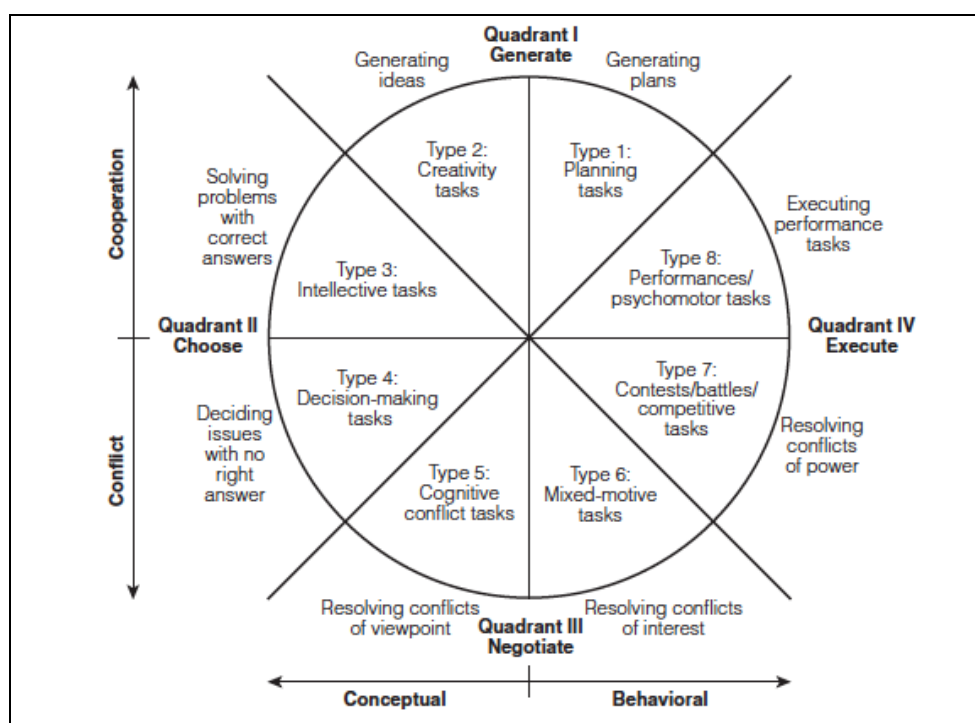 Quadrant I
Generate
Generating
ideas
Generating
plans
Type 2:
Creativity
tasks
Type 1:
Planning
tasks
Cooperation
Solving
problems
with
correct
answers
Executing
performance
tasks
Type 3:
Intellective tasks
Type 8:
Performances/
psychomotor tasks
Quadrant II
Choose
Quadrant IV
Execute
Type 4:
Decision-making
tasks
Type 7:
Contests/battles/
competitive
tasks
Conflict
Deciding
issues
with no
right
answer
Resolving
conflicts
of power
Type 5:
Cognitive
conflict tasks
Type 6:
Mixed-motive
tasks
Resolving conflicts
of viewpoint
Quadrant III
Negotiate
Resolving conflicts
of interest
Conceptual
Behavioral